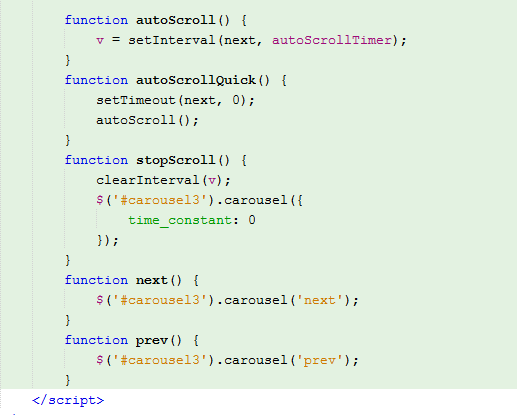 function autoScroll() {
v = setInterval(next, autoScrollTimer);
}
function autoScrollQuick() {
setTimeout(next, 0);
autoScroll();
}
function stopScroll() {
clearInterval(v);
$('#carousel3').carousel({
time_constant: 0
});
}
function next() {
$('#carousel3').carousel('next');
}
function prev() {
$('#carousel3').carousel('prev');
}
</script>